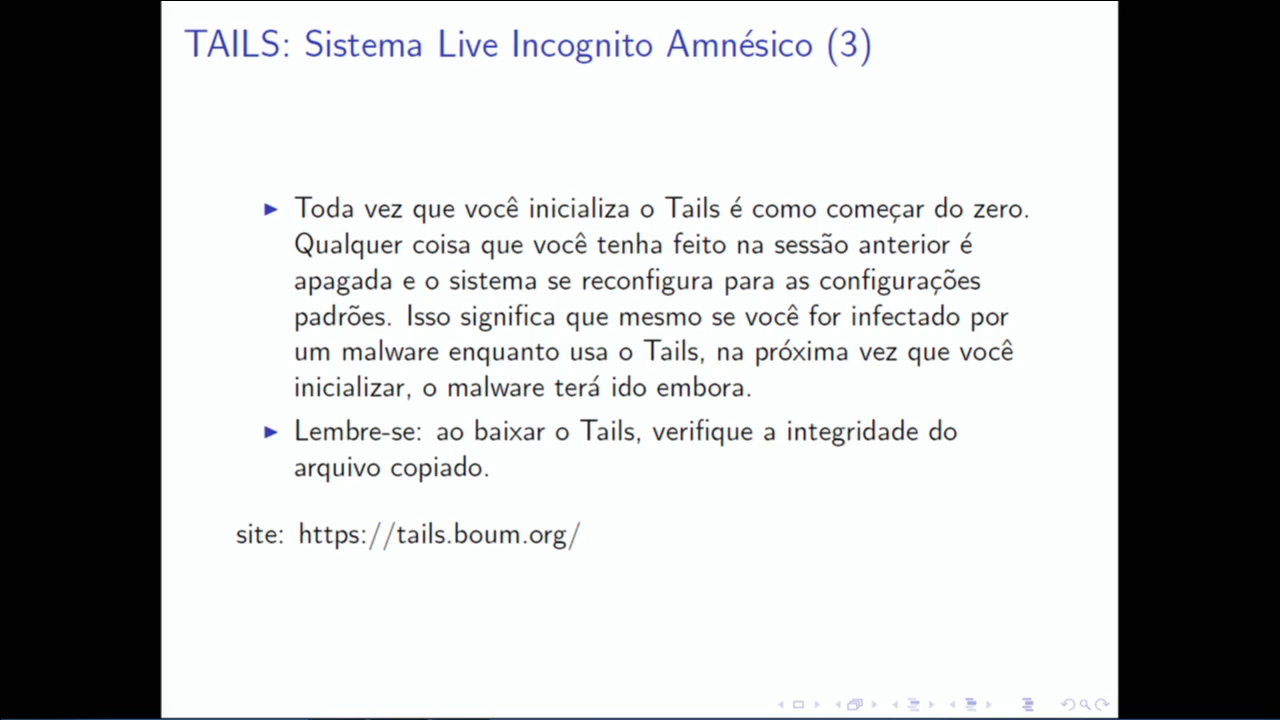 TAILS: Sistema Live Incognito Amnésico (3)
Toda vez que você inicializa o Tails é como começar do zero.
Qualquer coisa que você tenha feito na sessão anterior é
apagada e o sistema se reconfigura para as configurações
padrões. Isso significa que mesmo se você for infectado por
um malware enquanto usa o Tails, na próxima vez que você
inicializar, o malware terá ido embora.
Lembre-se: ao baixar o Tails, verifique a integridade do
arquivo copiado.
site: https://tails.boum.org/